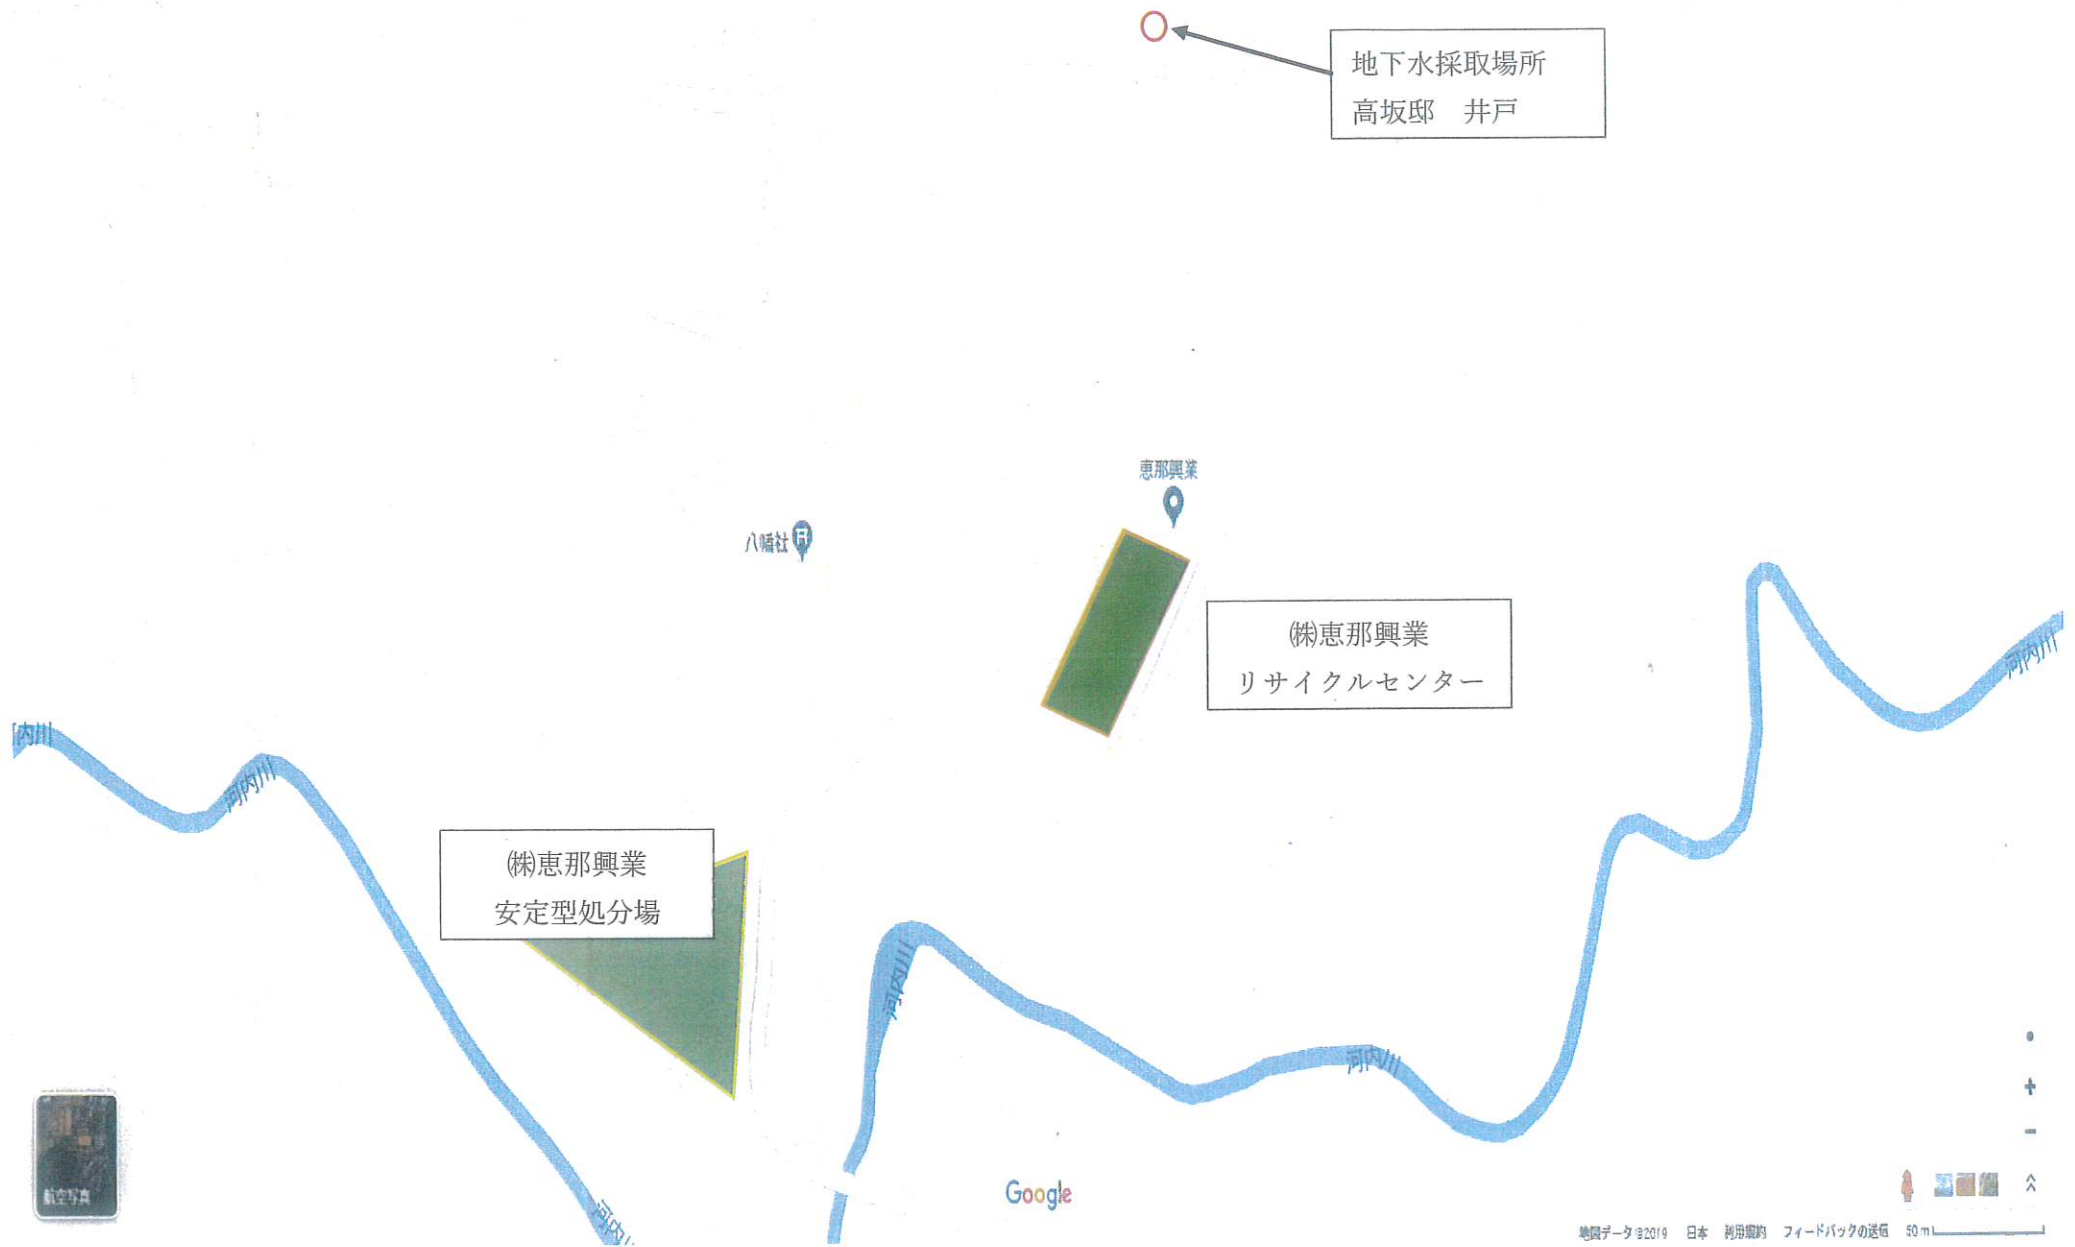 地下水採取場所
高坂邸　井戸
恵那興業
八幡社
㈱恵那興業
リサイクルセンター
河内川
内川
河内川
㈱恵那興業
安定型処分場
河内川
河内川
河内川
航空写真
Google
地図データ©2019　日本　利用規約　フィードバックの送信　50 m